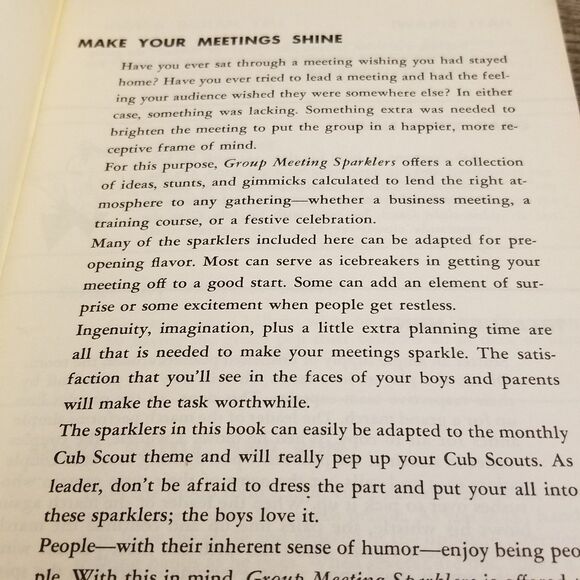 MAKE YOUR MEETINGS SHINE
Have you ever sat through a meeting wishing you had stayed
home? Have you ever tried to lead a meeting and had the feel-
ing your audience wished they were somewhere else? In either
case, something was lacking. Something extra was needed to
brighten the meeting to put the group in a happier, more re-
ceptive frame of mind.
For this purpose, Group Meeting Sparklers offers a collection
of ideas, stunts, and gimmicks calculated to lend the right at-
mosphere to any gathering—whether a business meeting, a
training course, or a festive celebration.
Many of the sparklers included here can be adapted for pre-
opening flavor. Most can serve as icebreakers in getting your
meeting off to a good start. Some can add an element of sur-
prise or some excitement when people get restless.
Ingenuity, imagination, plus a little extra planning time are
all that is needed to make your meetings sparkle. The satis-
faction that you'll see in the faces of your boys and parents
will make the task worthwhile.
The sparklers in this book can easily be adapted to the monthly
Cub Scout theme and will really pep up your Cub Scouts. As
leader, don't be afraid to dress the part and put your all into
these sparklers; the boys love it.
People—with their inherent sense of humor—enjoy being peo
ple. With this in mind, Group Meeting Sparklers is offered